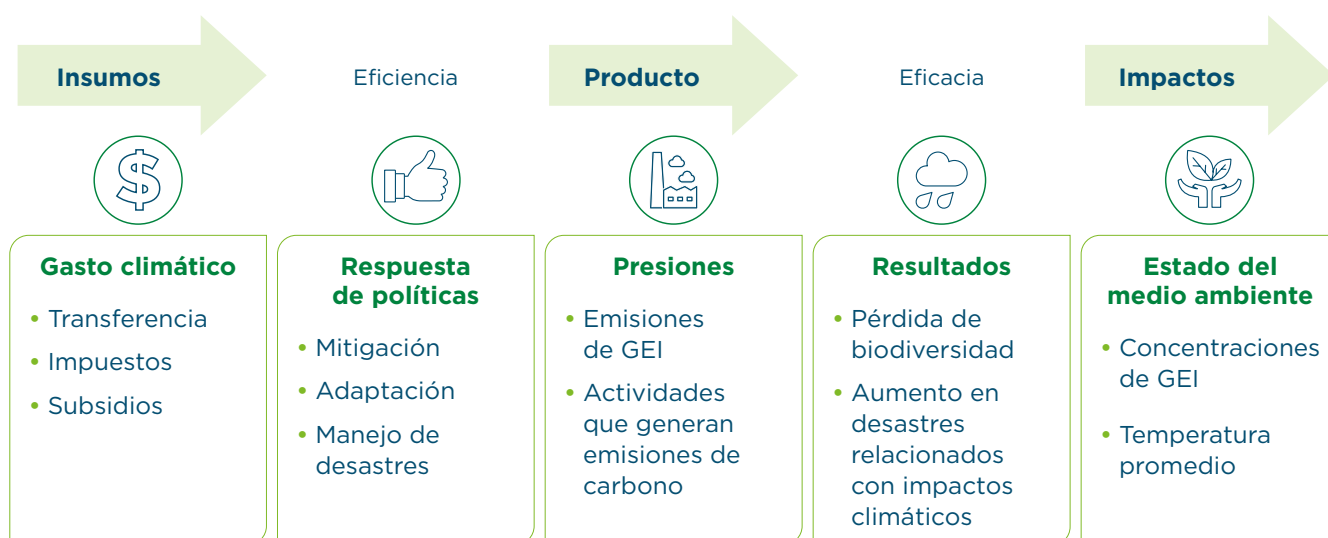 Insumos
Eficiencia
Producto
Eficacia
Impactos
$
Gasto climático
• Transferencia
• Impuestos
• Subsidios
Respuesta
de políticas
• Mitigación
• Adaptación
• Manejo de
desastres
Presiones
• Emisiones
de GEI
• Actividades
que generan
emisiones de
carbono
Resultados
• Pérdida de
biodiversidad
• Aumento en
desastres
relacionados
con impactos
climáticos
Estado del
medio ambiente
• Concentraciones
de GEI
• Temperatura
promedio